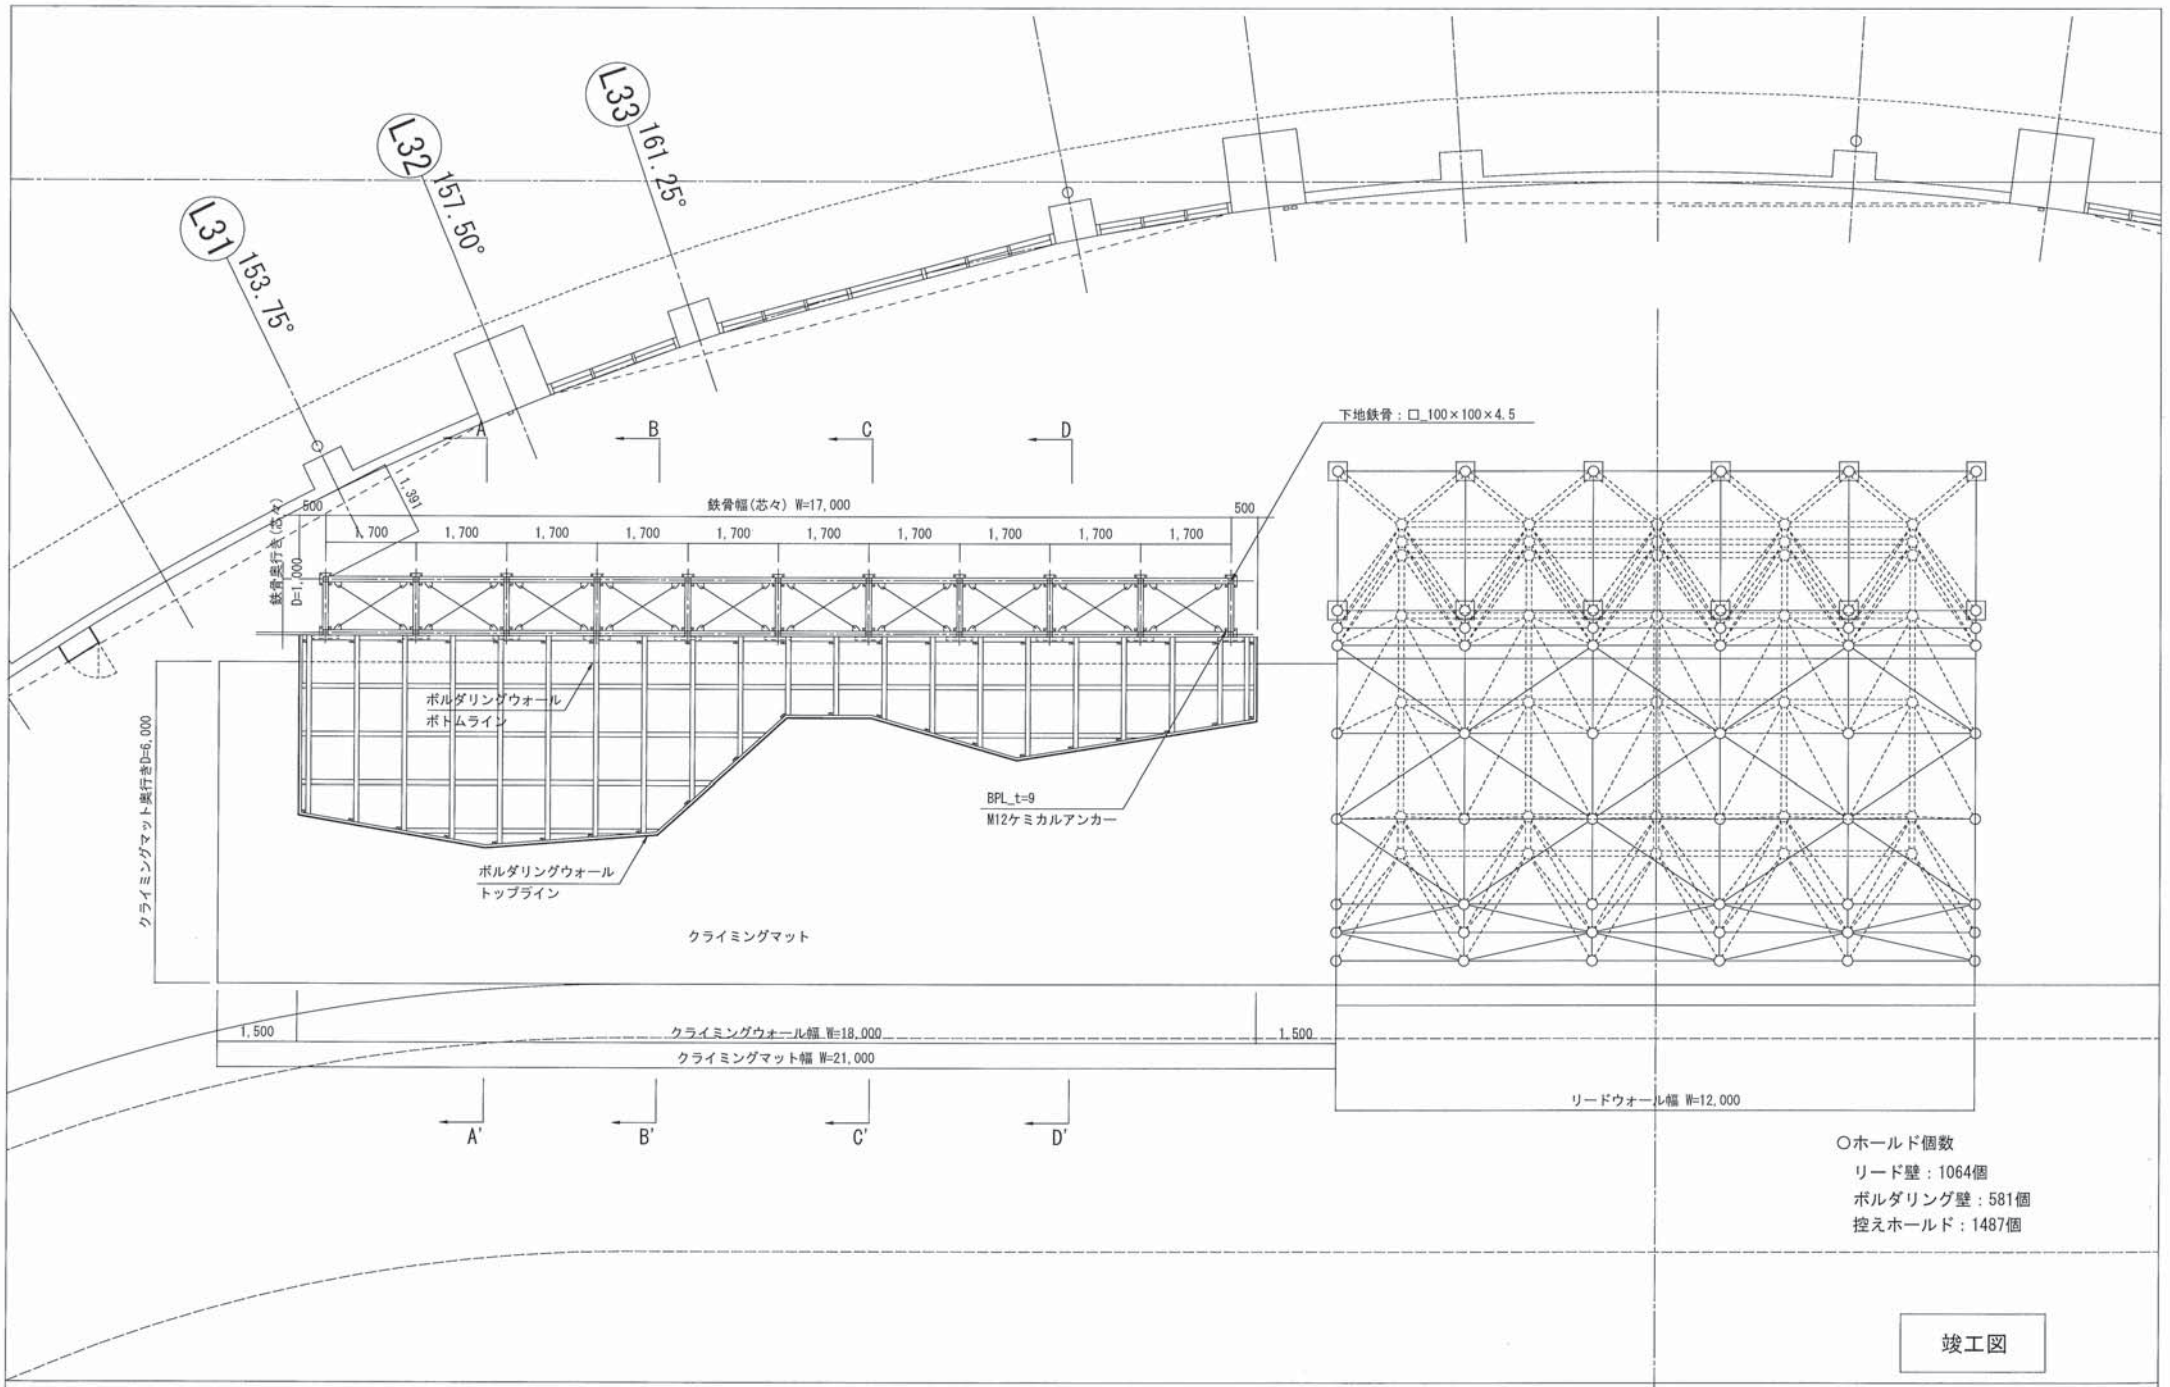 L31
153.75°
L32
157.50°
L33
161.25°
A
B
C
D
下地鉄骨：□_100×100×4.5
1,391
500
鉄骨幅(芯々) W=17,000
500
1,700
1,700
1,700
1,700
1,700
1,700
1,700
1,700
1,700
1,700
鉄骨奥行き(芯々)
D=1,000
ボルダリングウォール
ボトムライン
BPL_t=9
M12ケミカルアンカー
ボルダリングウォール
トップライン
クライミングマット奥行きD=6,000
クライミングマット
1,500
クライミングウォール幅 W=18,000
1,500
クライミングマット幅 W=21,000
リードウォール幅 W=12,000
A'
B'
C'
D'
○ホールド個数
リード壁：1064個
ボルダリング壁：581個
控えホールド：1487個
竣工図